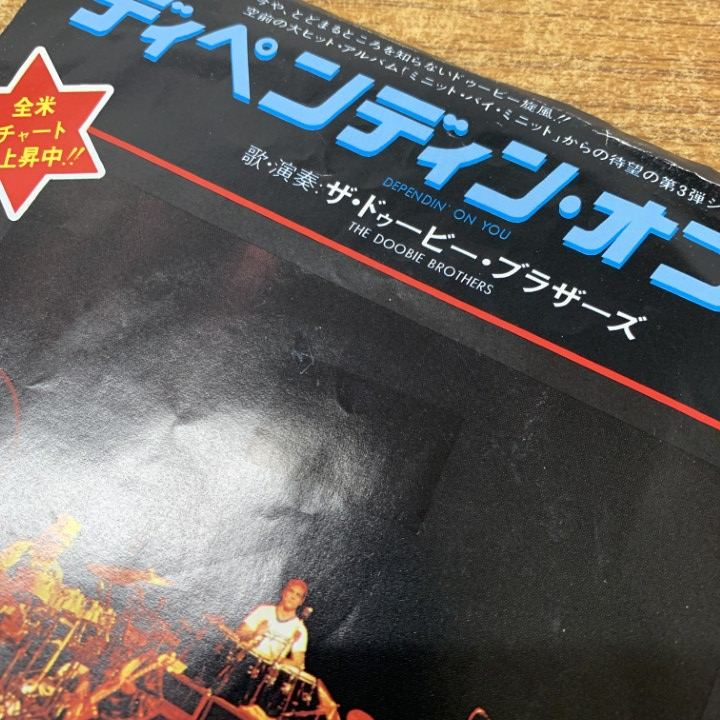 今や、とどまるところを知らないドゥービー旋風!!
空前の大ヒット・アルバム「ミニット・バイ・ミニット」からの待望の第3弾シ
ディペンディン・オン
DEPENDIN' ON YOU
歌・演奏:ザ・ドゥービー・ブラザーズ
THE DOOBIE BROTHERS
全米
チャート
上昇中!!